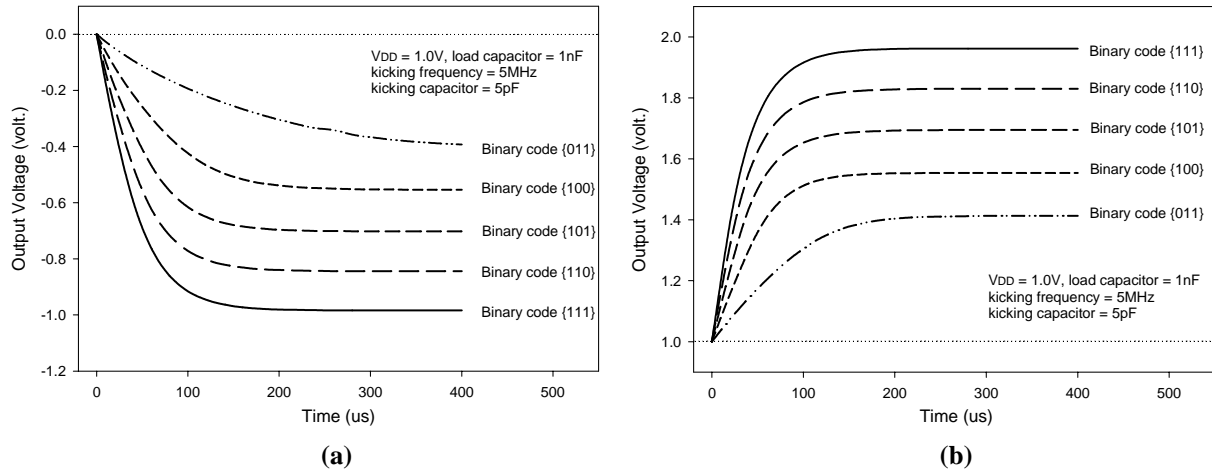 0.0
-0.2
-0.4
-0.6
-0.8
-1.0
-1.2
Output Voltage (volt.)
VDD = 1.0V, load capacitor = 1nF
kicking frequency = 5MHz
kicking capacitor = 5pF
Binary code {011}
Binary code {100}
Binary code {101}
Binary code {110}
Binary code {111}
0 100 200 300 400 500
Time (us)
(a)
2.0
1.8
1.6
1.4
1.2
1.0
Output Voltage (volt.)
Binary code {111}
Binary code {110}
Binary code {101}
Binary code {100}
Binary code {011}
VDD = 1.0V, load capacitor = 1nF
kicking frequency = 5MHz
kicking capacitor = 5pF
0 100 200 300 400 500
Time (us)
(b)